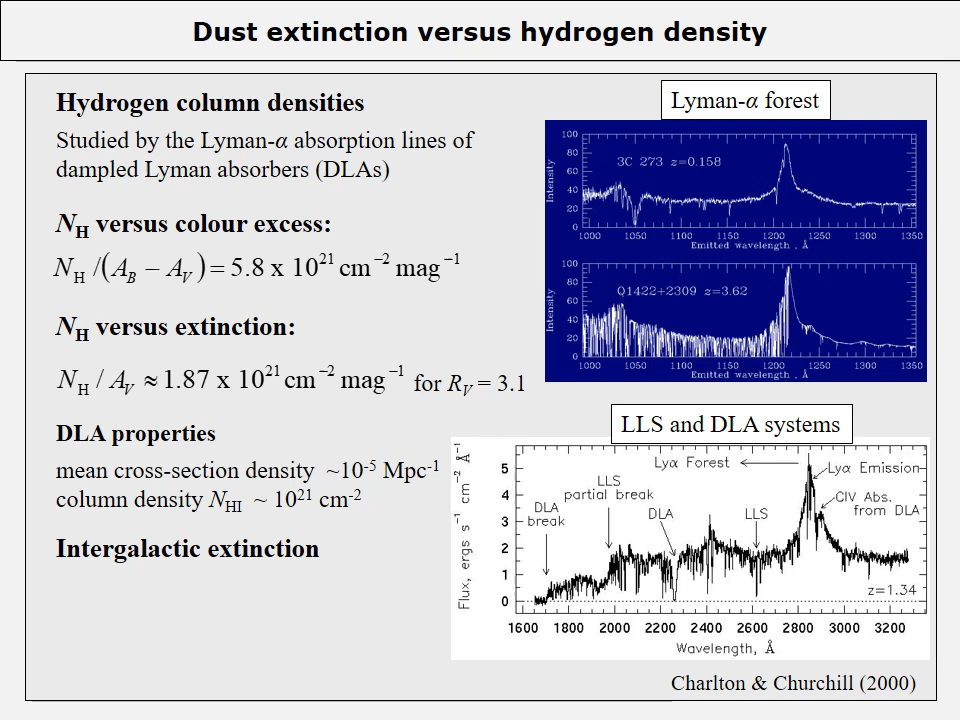 Dust extinction versus hydrogen density
Hydrogen column densities
Studied by the Lyman-α absorption lines of
dampled Lyman absorbers (DLAs)
N_H versus colour excess:
N_H /(A_B − A_V) = 5.8 x 10^21 cm^−2 mag^−1
N_H versus extinction:
N_H / A_V ≈ 1.87 x 10^21 cm^−2 mag^−1 for R_V = 3.1
DLA properties
mean cross-section density ~10^-5 Mpc^-1
column density N_HI ~ 10^21 cm^-2
Intergalactic extinction
Lyman-α forest
100
80
60
40
20
0
Intensity
3C 273 z=0.158
1000 1050 1100 1150 1200 1250 1300 1350
Emitted wavelength , Å
100
80
60
40
20
0
Intensity
Q1422+2309 z=3.62
1000 1050 1100 1150 1200 1250 1300 1350
Emitted wavelength , Å
LLS and DLA systems
Flux, ergs s^−1 cm^−2 Å^−1
5
4
3
2
1
0
DLA
break
LLS
partial break
DLA
Lyα Forest
LLS
Lyα Emission
CIV Abs.
from DLA
z=1.34
1600 1800 2000 2200 2400 2600 2800 3000 3200
Wavelength, Å
Charlton & Churchill (2000)